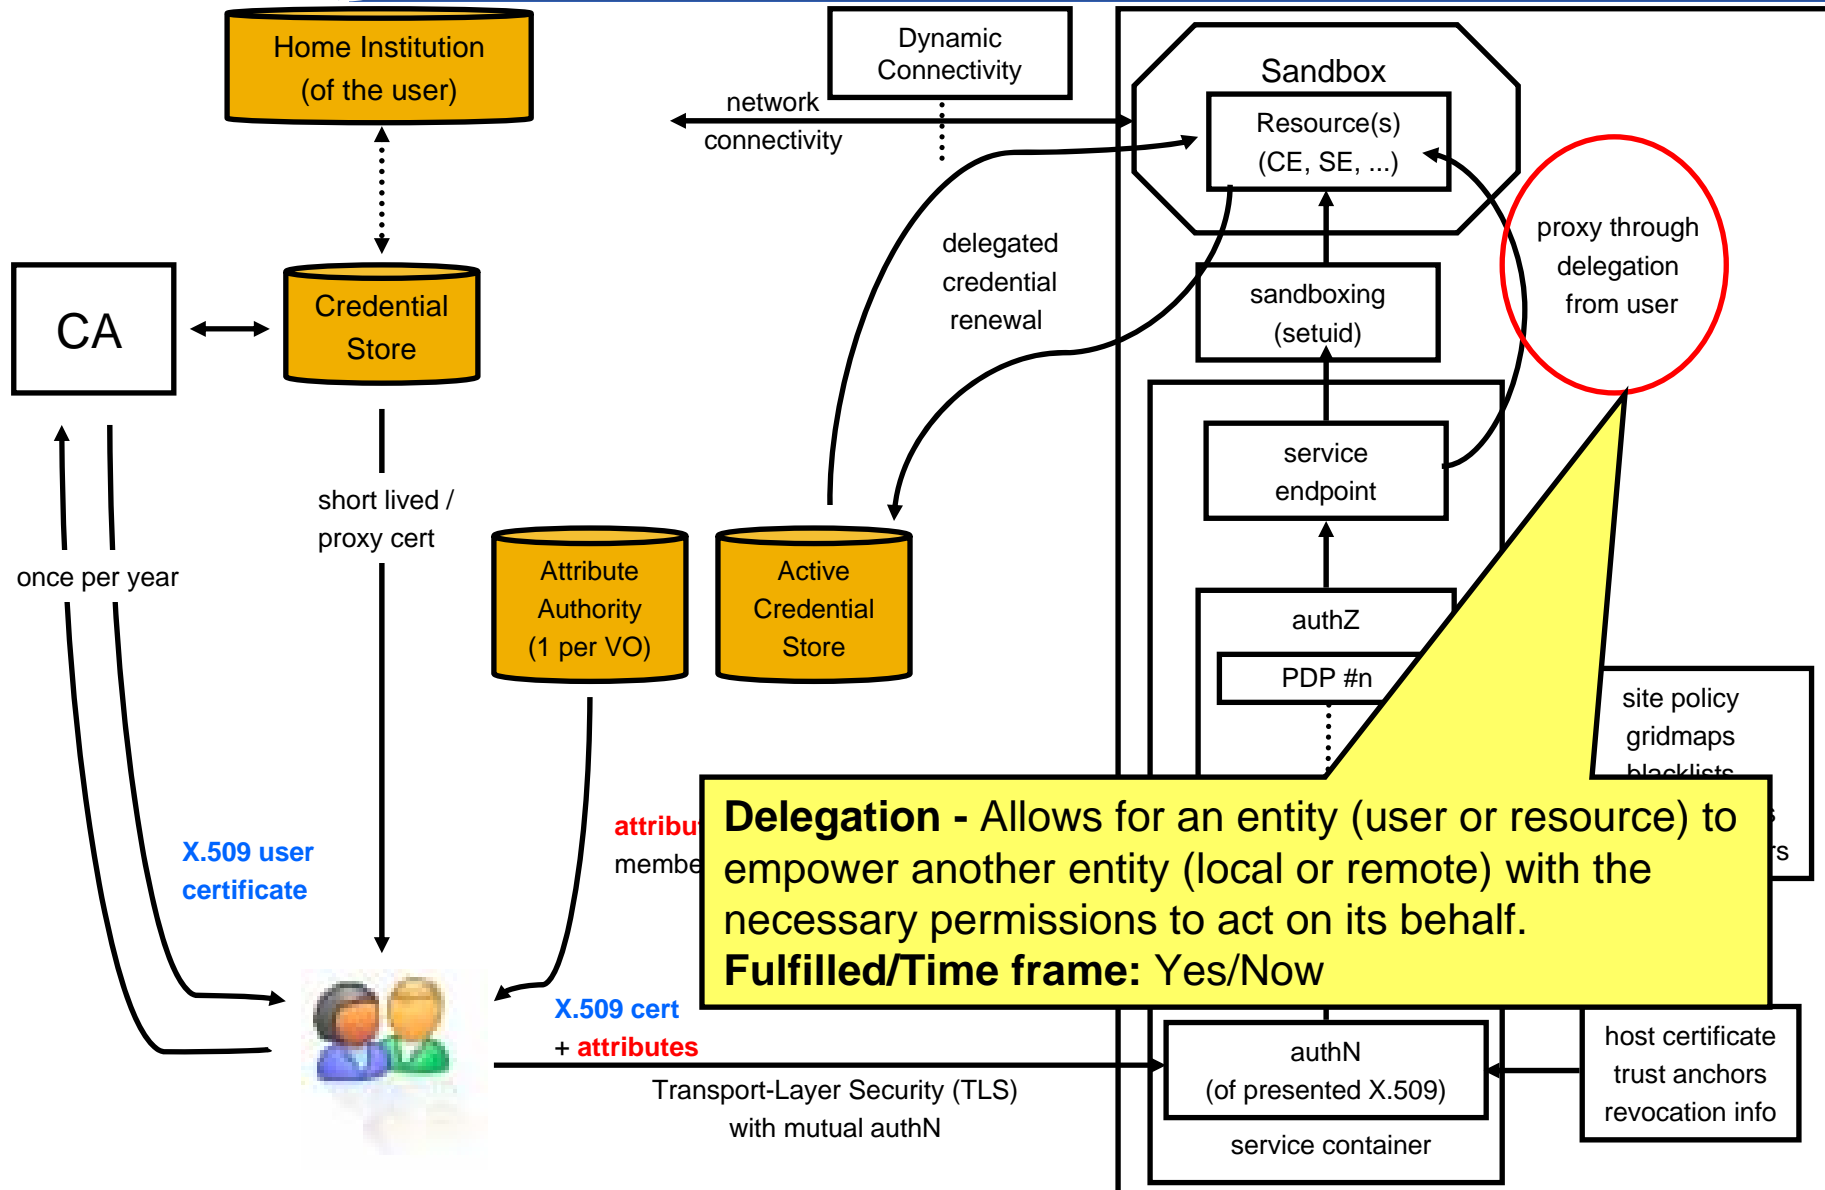 Home Institution
(of the user)
Dynamic
Connectivity
network
connectivity
Sandbox
Resource(s)
(CE, SE, ...)
proxy through
delegation
from user
delegated
credential
renewal
sandboxing
(setuid)
CA
Credential
Store
service
endpoint
short lived /
proxy cert
once per year
Attribute
Authority
(1 per VO)
Active
Credential
Store
authZ
PDP #n
site policy
gridmaps
blacklists
X.509 user
certificate
Delegation - Allows for an entity (user or resource) to
empower another entity (local or remote) with the
necessary permissions to act on its behalf.
Fulfilled/Time frame: Yes/Now
X.509 cert
+ attributes
Transport-Layer Security (TLS)
with mutual authN
authN
(of presented X.509)
service container
host certificate
trust anchors
revocation info